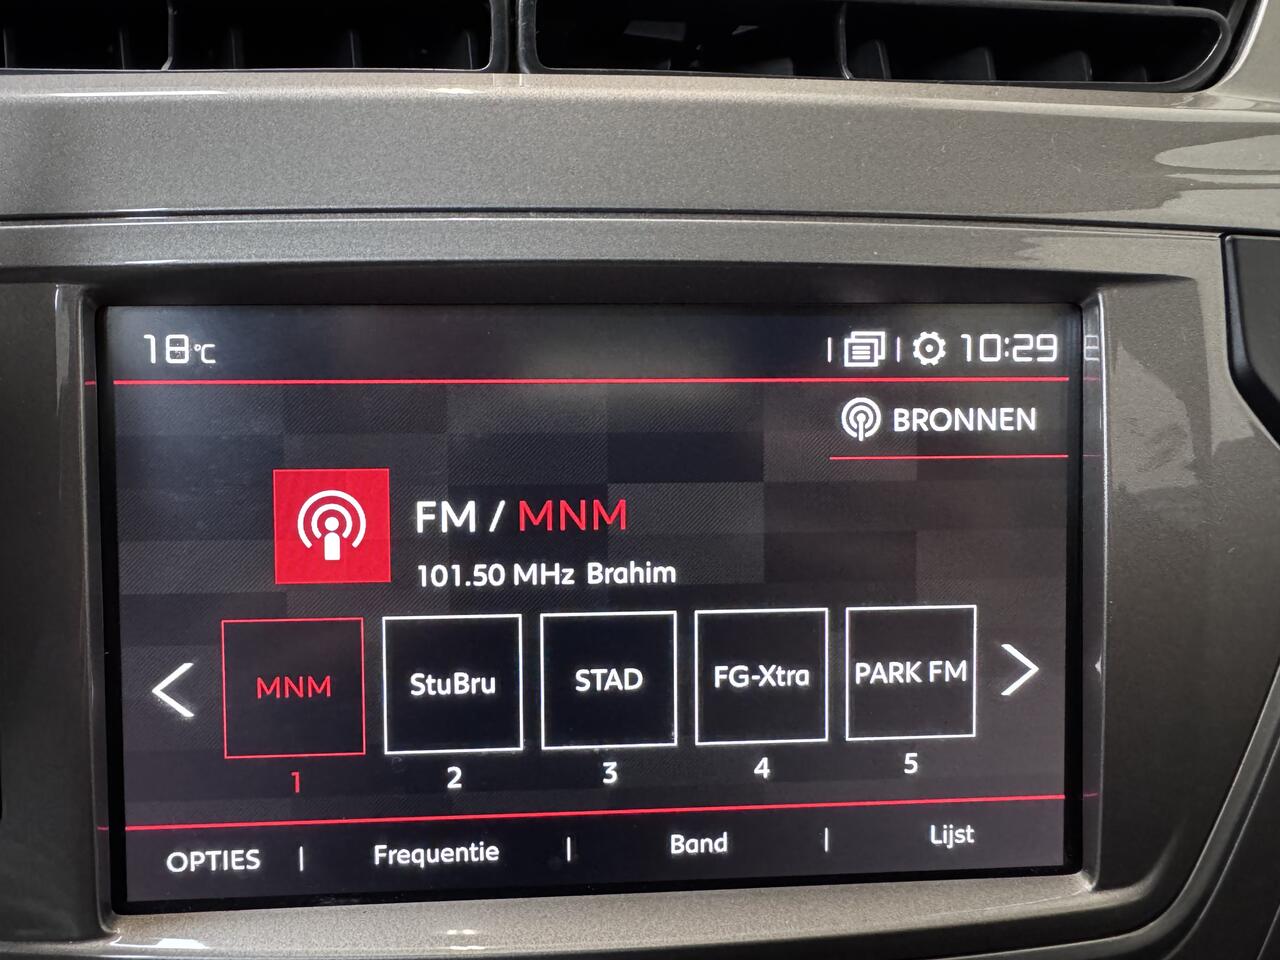 18°C
10:29
BRONNEN
FM / MNM
101.50 MHz Brahim
MNM StuBru STAD FG-Xtra PARK FM
1 2 3 4 5
OPTIES | Frequentie | Band | Lijst